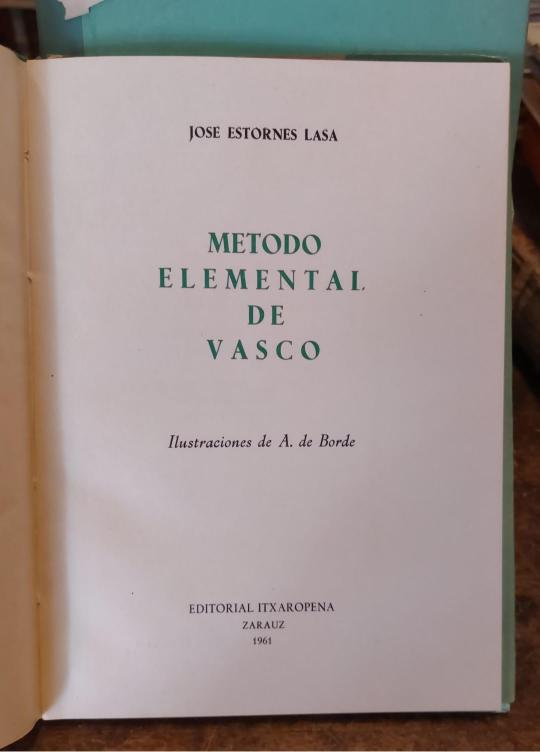 JOSE ESTORNES LASA
METODO
ELEMENTAL
DE
VASCO
Ilustraciones de A. de Borde
EDITORIAL ITXAROPENA
ZARAUZ
1961